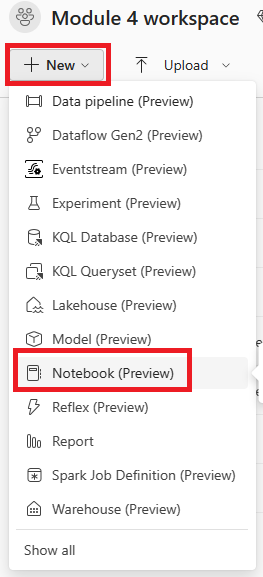 Module 4 workspace
New
Upload
Data pipeline (Preview)
Dataflow Gen2 (Preview)
Eventstream (Preview)
Experiment (Preview)
KQL Database (Preview)
KQL Queryset (Preview)
Lakehouse (Preview)
Model (Preview)
Notebook (Preview)
Reflex (Preview)
Report
Spark Job Definition (Preview)
Warehouse (Preview)
Show all